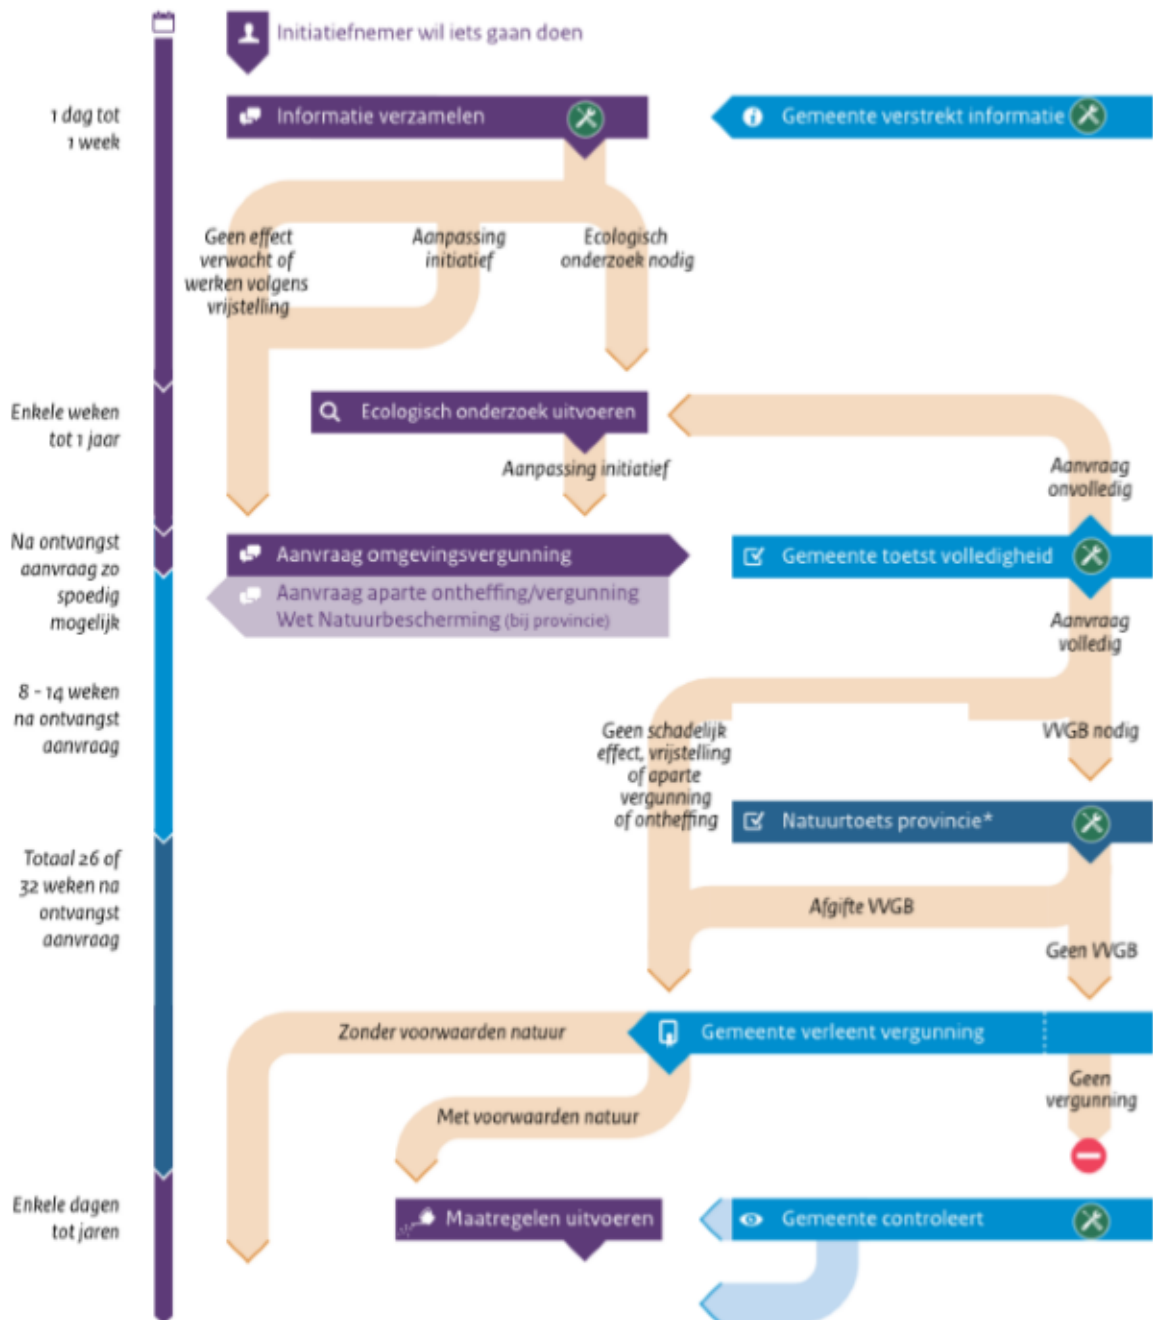 Initiatiefnemer wil iets gaan doen
1 dag tot
1 week
Informatie verzamelen
Gemeente verstrekt informatie
Geen effect
verwacht of
werken volgens
vrijstelling
Aanpassing
initiatief
Ecologisch
onderzoek nodig
Enkele weken
tot 1 jaar
Ecologisch onderzoek uitvoeren
Aanpassing initiatief
Aanvraag
onvolledig
Na ontvangst
aanvraag zo
spoedig
mogelijk
Aanvraag omgevingsvergunning
Aanvraag aparte ontheffing/vergunning
Wet Natuurbescherming (bij provincie)
Gemeente toetst volledigheid
Aanvraag
volledig
8 - 14 weken
na ontvangst
aanvraag
Geen schadelijk
effect, vrijstelling
of aparte
vergunning
of ontheffing
VVGB nodig
Natuurtoets provincie*
Totaal 26 of
32 weken na
ontvangst
aanvraag
Afgifte VVGB
Geen VVGB
Zonder voorwaarden natuur
Gemeente verleent vergunning
Geen
vergunning
Met voorwaarden natuur
Enkele dagen
tot jaren
Maatregelen uitvoeren
Gemeente controleert